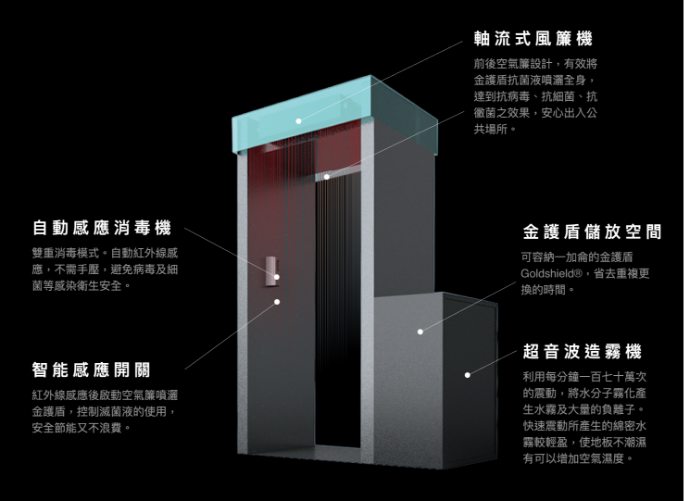 軸流式風簾機
前後空氣簾設計，有效將
金護盾抗菌液噴灑全身，
達到抗病毒、抗細菌、抗
黴菌之效果，安心出入公
共場所。
自動感應消毒機
雙重消毒模式。自動紅外線感
應，不需手壓，避免病毒及細
菌等感染衛生安全。
金護盾儲放空間
可容納一加侖的金護盾
Goldshield®，省去重複更
換的時間。
智能感應開關
紅外線感應後啟動空氣簾噴灑
金護盾，控制滅菌液的使用，
安全節能又不浪費。
超音波造霧機
利用每分鐘一百七十萬次
的震動，將水分子霧化產
生水霧及大量的負離子。
快速震動所產生的綿密水
霧較輕盈，使地板不潮濕
有可以增加空氣濕度。